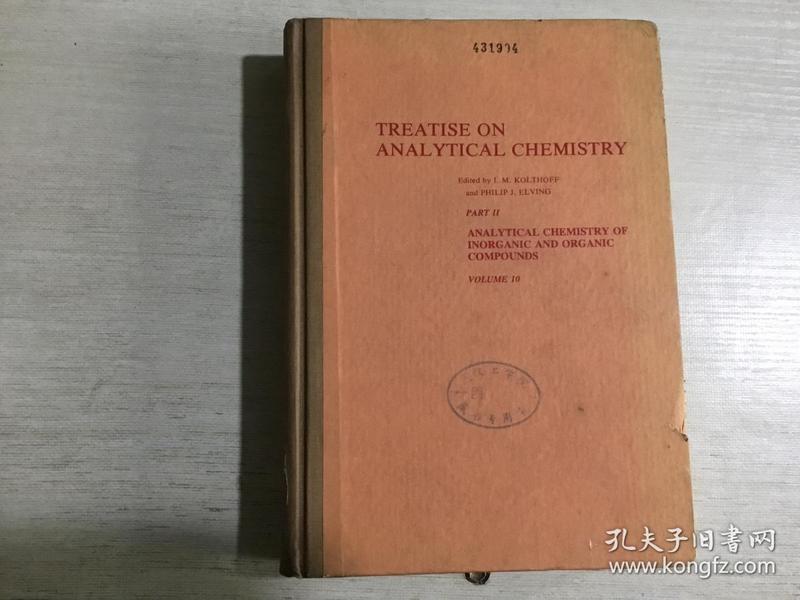 431904
TREATISE ON
ANALYTICAL CHEMISTRY
Edited by I. M. KOLTHOFF
and PHILIP J. ELVING
PART II
ANALYTICAL CHEMISTRY OF
INORGANIC AND ORGANIC
COMPOUNDS
VOLUME 10
孔夫子旧书网
www.kongfz.com